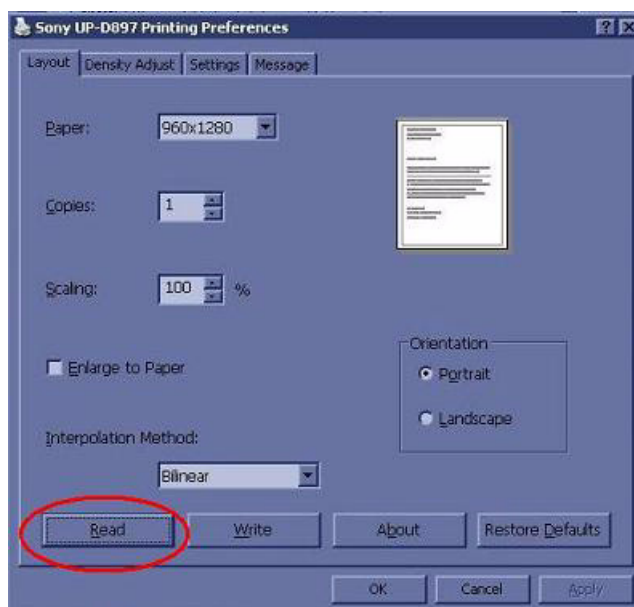 Sony UP-D897 Printing Preferences
Layout Density Adjust Settings Message
Paper: 960x1280
Copies: 1
Scaling: 100 %
Enlarge to Paper
Orientation
Portrait
Landscape
Interpolation Method:
Bilinear
Read Write About Restore Defaults
OK Cancel Apply